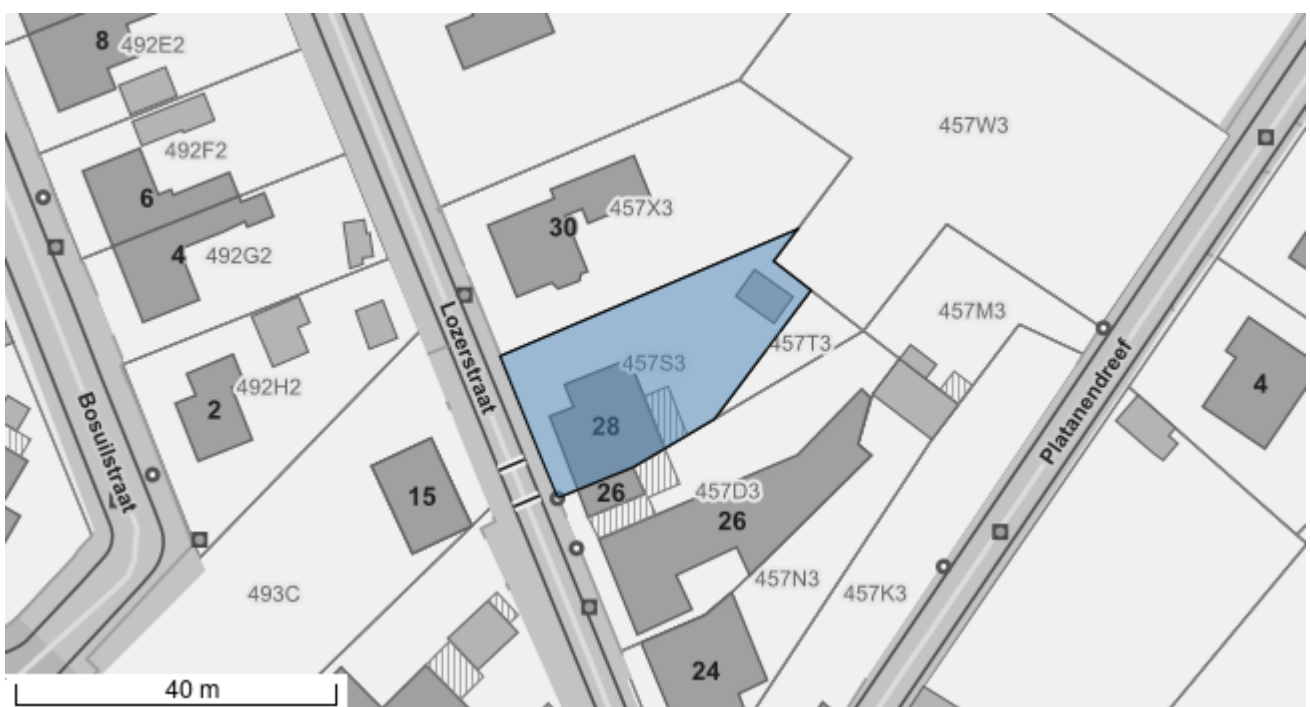 8
492E2
457W3
492F2
6
457X3
30
4
492G2
457M3
Lozerstraat
457T3
457S3
Platanendreef
4
492H2
2
Bosuilstraat
28
15
26
457D3
26
457N3
457K3
493C
24
40 m